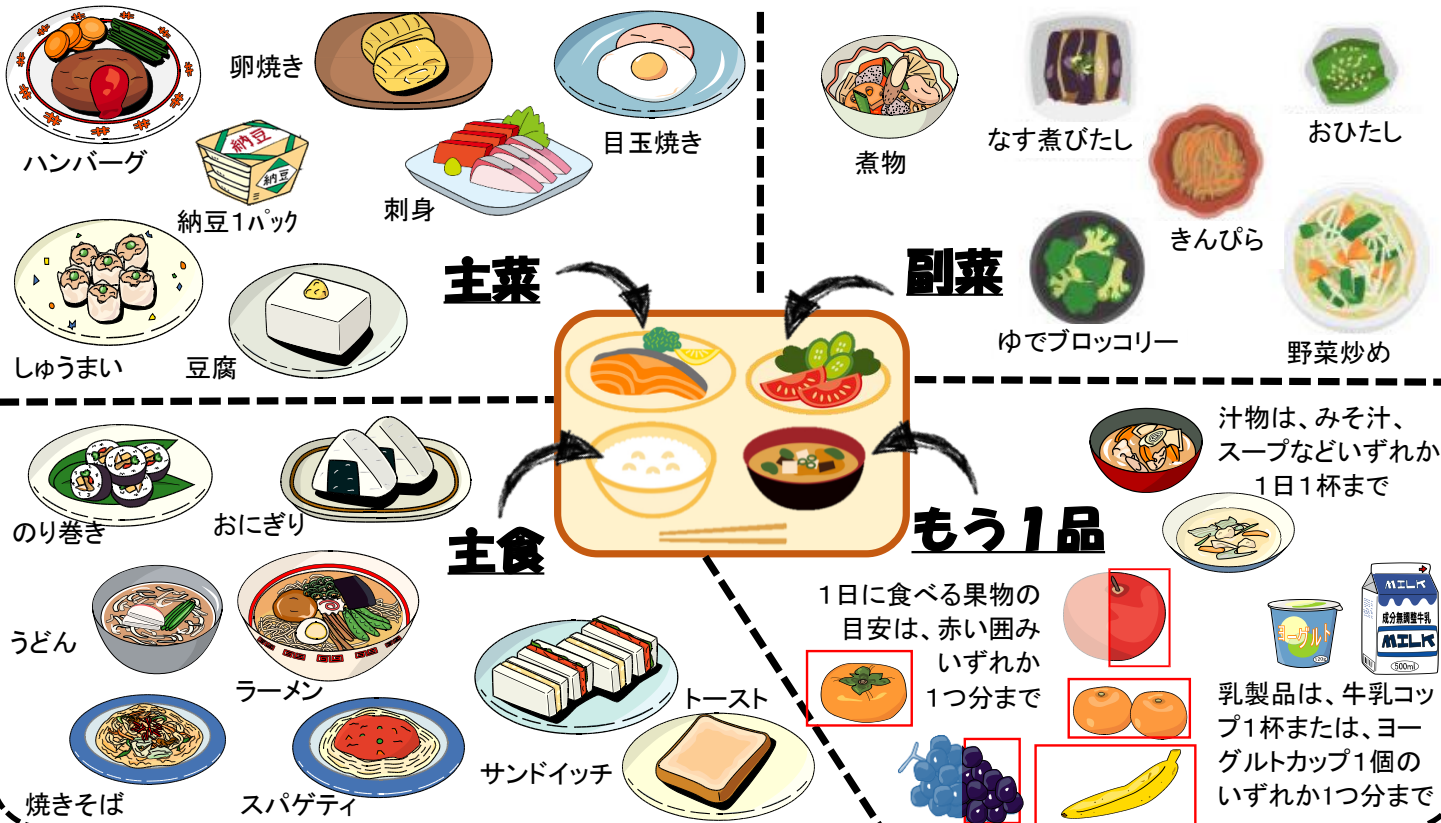 卵焼き
ハンバーグ
納豆
納豆
納豆1パック
刺身
目玉焼き
しゅうまい
豆腐
主菜
煮物
なす煮びたし
おひたし
きんぴら
ゆでブロッコリー
野菜炒め
副菜
のり巻き
おにぎり
主食
うどん
ラーメン
焼きそば
スパゲティ
サンドイッチ
トースト
もう1品
汁物は、みそ汁、
スープなどいずれか
1日1杯まで
1日に食べる果物の
目安は、赤い囲み
いずれか
1つ分まで
ヨーグルト
MILK
成分無調整牛乳
MILK
500ml
乳製品は、牛乳コッ
プ1杯または、ヨー
グルトカップ1個の
いずれか1つ分まで